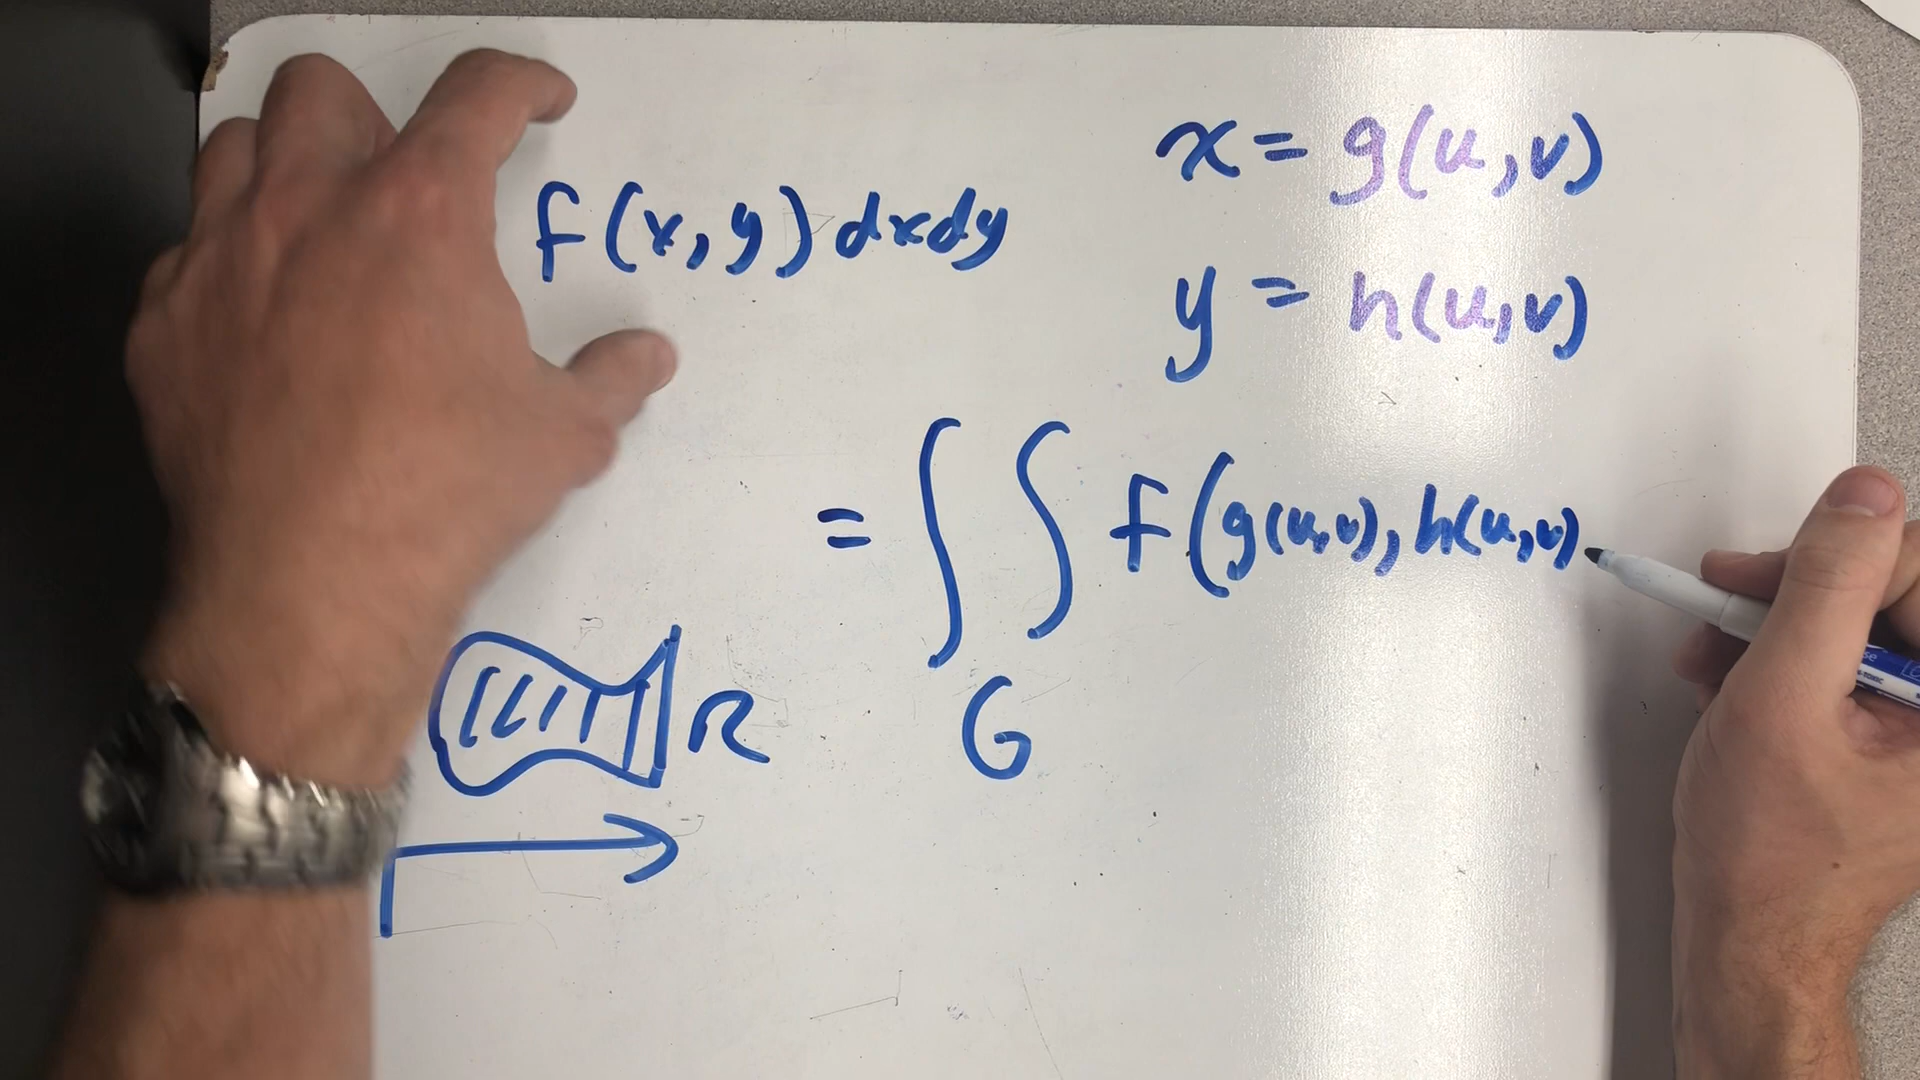 f(x,y)dxdy
x = g(u,v)
y = h(u,v)
= ∫∫ f(g(u,v), h(u,v)
R
G